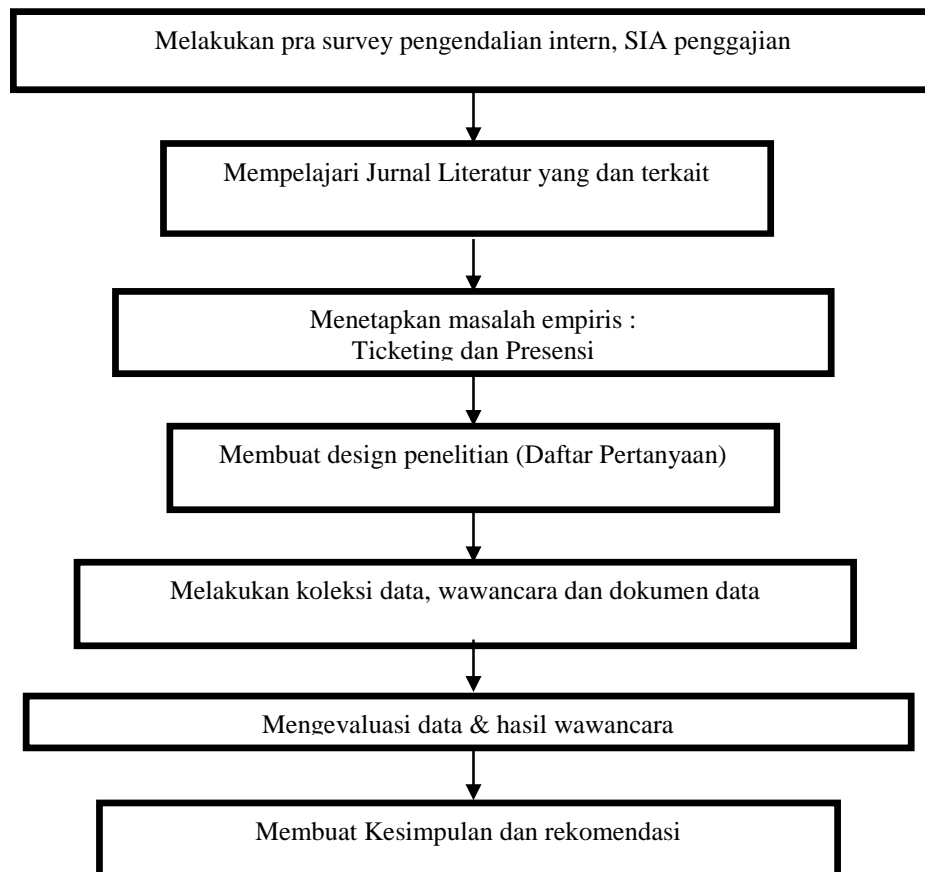 Melakukan pra survey pengendalian intern, SIA penggajian
Mempelajari Jurnal Literatur yang dan terkait
Menetapkan masalah empiris :
Ticketing dan Presensi
Membuat design penelitian (Daftar Pertanyaan)
Melakukan koleksi data, wawancara dan dokumen data
Mengevaluasi data & hasil wawancara
Membuat Kesimpulan dan rekomendasi